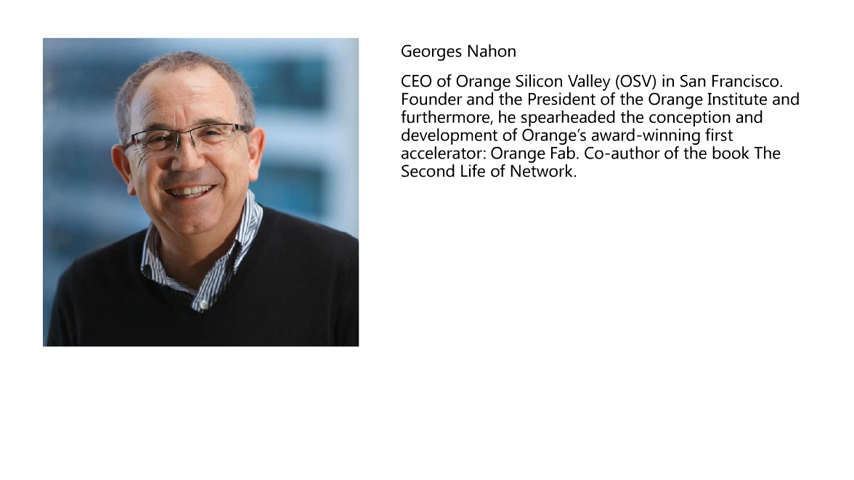 Georges Nahon
CEO of Orange Silicon Valley (OSV) in San Francisco.
Founder and the President of the Orange Institute and
furthermore, he spearheaded the conception and
development of Orange’s award-winning first
accelerator: Orange Fab. Co-author of the book The
Second Life of Network.